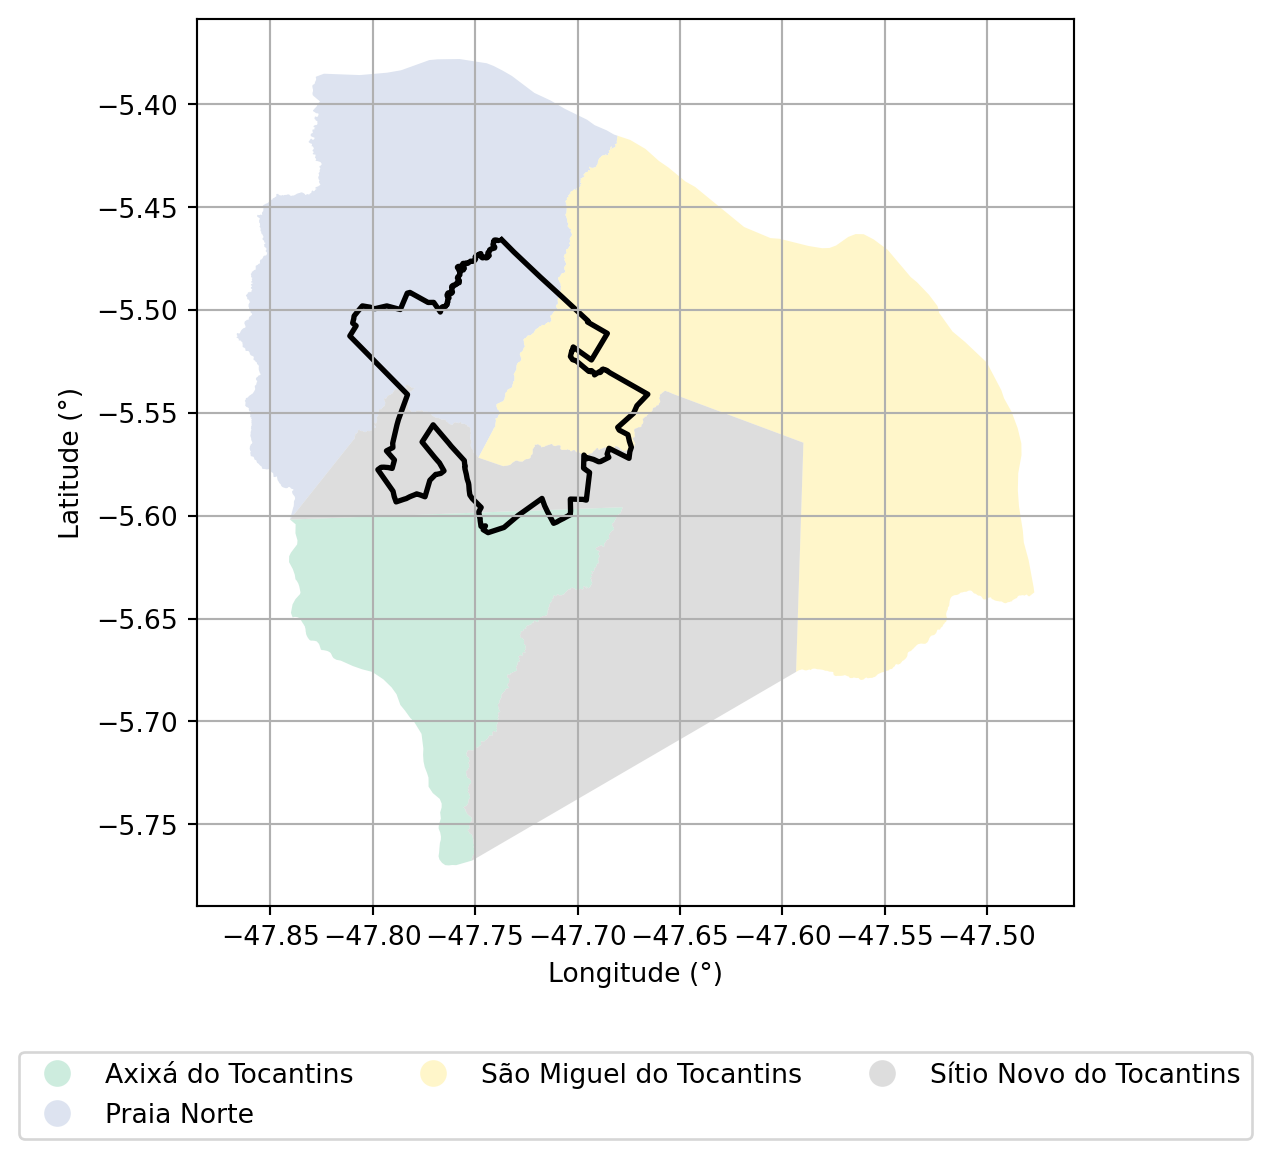 −5.40
−5.45
−5.50
−5.55
−5.60
−5.65
−5.70
−5.75
Latitude (°)
−47.85 −47.80 −47.75 −47.70 −47.65 −47.60 −47.55 −47.50
Longitude (°)
Axixá do Tocantins São Miguel do Tocantins Sítio Novo do Tocantins
Praia Norte